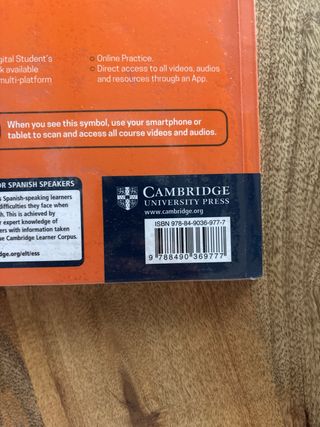 gital Student's
k available
multi-platform
Online Practice.
Direct access to all videos, audios
and resources through an App.
When you see this symbol, use your smartphone or
tablet to scan and access all course videos and audios.
OR SPANISH SPEAKERS
s Spanish-speaking learners
difficulties they face when
h. This is achieved by
r expert knowledge of
ers with information taken
se Cambridge Learner Corpus.
dge.org/elt/ess
CAMBRIDGE
UNIVERSITY PRESS
www.cambridge.org
ISBN 978-84-9036-977-7
9 788490 369777